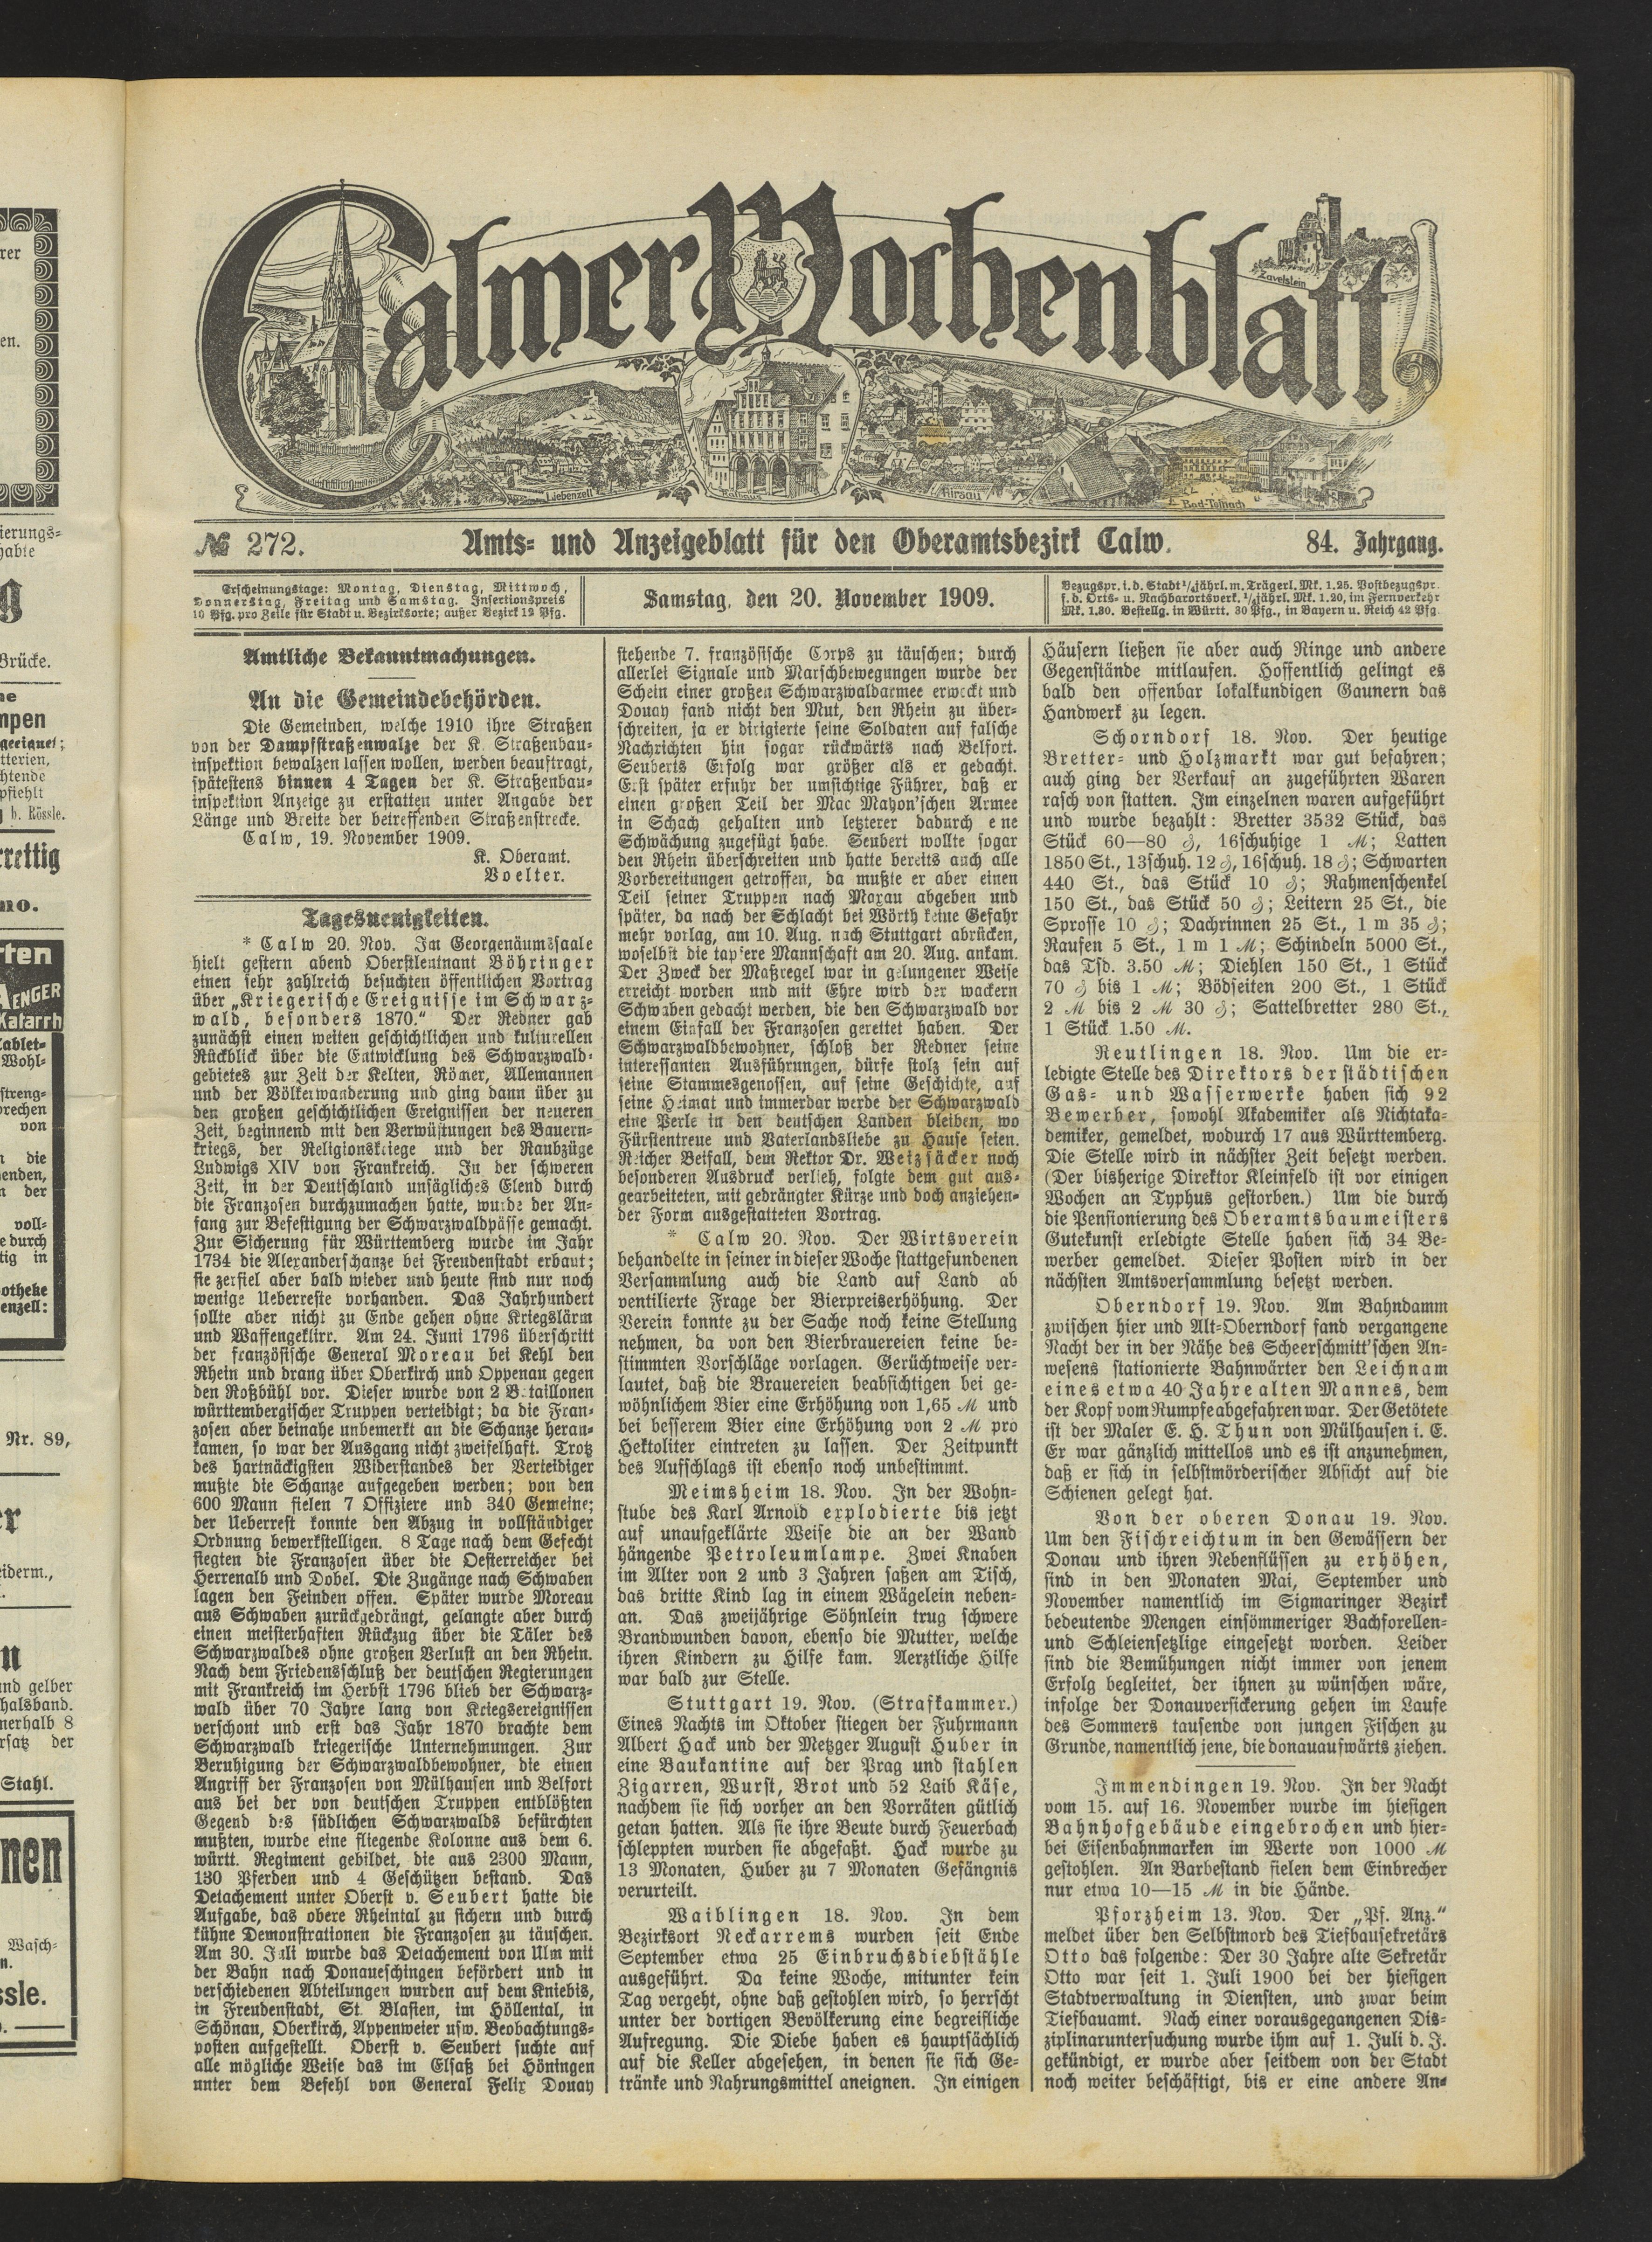 Calwer Wochenblatt
Zavelstein
Liebenzell
Rathaus
Hirsau
Bad-Teinach
№ 272.
Amts- und Anzeigeblatt für den Oberamtsbezirk Calw.
84. Jahrgang.
Erscheinungstage: Montag, Dienstag, Mittwoch,
Donnerstag, Freitag und Samstag. Insertionspreis
10 Pfg. pro Zeile für Stadt u. Bezirksorte; außer Bezirk 12 Pfg.
Samstag, den 20. November 1909.
Bezugspr. i. d. Stadt ¼jährl. m. Trägerl. Mk. 1.25. Postbezugspr.
f. d. Orts- u. Nachbarortsverk. ¼jährl. Mk. 1.20, im Fernverkehr
Mk. 1.30. Bestellg. in Württ. 30 Pfg., in Bayern u. Reich 42 Pfg.
Amtliche Bekanntmachungen.
An die Gemeindebehörden.
Die Gemeinden, welche 1910 ihre Straßen
von der Dampfstraßenwalze der K. Straßenbau-
inspektion bewalzen lassen wollen, werden beauftragt,
spätestens binnen 4 Tagen der K. Straßenbau-
inspektion Anzeige zu erstatten unter Angabe der
Länge und Breite der betreffenden Straßenstrecke.
Calw, 19. November 1909.
K. Oberamt.
Voelter.
Tagesneuigkeiten.
* Calw 20. Nov. Im Georgenäumssaale
hielt gestern abend Oberstleutnant Böhringer
einen sehr zahlreich besuchten öffentlichen Vortrag
über „Kriegerische Ereignisse im Schwarz-
wald, besonders 1870.“ Der Redner gab
zunächst einen weiten geschichtlichen und kulturellen
Rückblick über die Entwicklung des Schwarzwald-
gebietes zur Zeit der Kelten, Römer, Allemannen
und der Völkerwanderung und ging dann über zu
den großen geschichtlichen Ereignissen der neueren
Zeit, beginnend mit den Verwüstungen des Bauern-
kriegs, der Religionskriege und der Raubzüge
Ludwigs XIV von Frankreich. In der schweren
Zeit, in der Deutschland unsägliches Elend durch
die Franzosen durchzumachen hatte, wurde der An-
fang zur Befestigung der Schwarzwaldpässe gemacht.
Zur Sicherung für Württemberg wurde im Jahr
1734 die Alexanderschanze bei Freudenstadt erbaut;
sie zerfiel aber bald wieder und heute sind nur noch
wenige Ueberreste vorhanden. Das Jahrhundert
sollte aber nicht zu Ende gehen ohne Kriegslärm
und Waffengeklirr. Am 24. Juni 1796 überschritt
der französische General Moreau bei Kehl den
Rhein und drang über Oberkirch und Oppenau gegen
den Roßbühl vor. Dieser wurde von 2 Bataillonen
württembergischer Truppen verteidigt; da die Fran-
zosen aber beinahe unbemerkt an die Schanze heran-
kamen, so war der Ausgang nicht zweifelhaft. Trotz
des hartnäckigsten Widerstandes der Verteidiger
mußte die Schanze aufgegeben werden; von den
600 Mann fielen 7 Offiziere und 340 Gemeine;
der Ueberrest konnte den Abzug in vollständiger
Ordnung bewerkstelligen. 8 Tage nach dem Gefecht
siegten die Franzosen über die Oesterreicher bei
Herrenalb und Dobel. Die Zugänge nach Schwaben
lagen den Feinden offen. Später wurde Moreau
aus Schwaben zurückgedrängt, gelangte aber durch
einen meisterhaften Rückzug über die Täler des
Schwarzwaldes ohne großen Verlust an den Rhein.
Nach dem Friedensschluß der deutschen Regierungen
mit Frankreich im Herbst 1796 blieb der Schwarz-
wald über 70 Jahre lang von Kriegsereignissen
verschont und erst das Jahr 1870 brachte dem
Schwarzwald kriegerische Unternehmungen. Zur
Beruhigung der Schwarzwaldbewohner, die einen
Angriff der Franzosen von Mülhausen und Belfort
aus bei der von deutschen Truppen entblößten
Gegend des südlichen Schwarzwalds befürchten
mußten, wurde eine fliegende Kolonne aus dem 6.
württ. Regiment gebildet, die aus 2300 Mann,
130 Pferden und 4 Geschützen bestand. Das
Detachement unter Oberst v. Seubert hatte die
Aufgabe, das obere Rheintal zu sichern und durch
kühne Demonstrationen die Franzosen zu täuschen.
Am 30. Juli wurde das Detachement von Ulm mit
der Bahn nach Donaueschingen befördert und in
verschiedenen Abteilungen wurden auf dem Kniebis,
in Freudenstadt, St. Blasien, im Höllental, in
Schönau, Oberkirch, Appenweier usw. Beobachtungs-
posten aufgestellt. Oberst v. Seubert suchte auf
alle mögliche Weise das im Elsaß bei Höningen
unter dem Befehl von General Felix Douay
stehende 7. französische Corps zu täuschen; durch
allerlei Signale und Marschbewegungen wurde der
Schein einer großen Schwarzwaldarmee erweckt und
Douay fand nicht den Mut, den Rhein zu über-
schreiten, ja er dirigierte seine Soldaten auf falsche
Nachrichten hin sogar rückwärts nach Belfort.
Seuberts Erfolg war größer als er gedacht.
Erst später erfuhr der umsichtige Führer, daß er
einen großen Teil der Mac Mahon'schen Armee
in Schach gehalten und letzterer dadurch eine
Schwächung zugefügt habe. Seubert wollte sogar
den Rhein überschreiten und hatte bereits auch alle
Vorbereitungen getroffen, da mußte er aber einen
Teil seiner Truppen nach Maxau abgeben und
später, da nach der Schlacht bei Wörth keine Gefahr
mehr vorlag, am 10. Aug. nach Stuttgart abrücken,
woselbst die tapfere Mannschaft am 20. Aug. ankam.
Der Zweck der Maßregel war in gelungener Weise
erreicht worden und mit Ehre wird der wackern
Schwaben gedacht werden, die den Schwarzwald vor
einem Einfall der Franzosen gerettet haben. Der
Schwarzwaldbewohner, schloß der Redner seine
interessanten Ausführungen, dürfe stolz sein auf
seine Stammesgenossen, auf seine Geschichte, auf
seine Heimat und immerdar werde der Schwarzwald
eine Perle in den deutschen Landen bleiben, wo
Fürstentreue und Vaterlandsliebe zu Hause seien.
Reicher Beifall, dem Rektor Dr. Weizsäcker noch
besonderen Ausdruck verlieh, folgte dem gut aus-
gearbeiteten, mit gedrängter Kürze und doch anziehen-
der Form ausgestatteten Vortrag.
* Calw 20. Nov. Der Wirtsverein
behandelte in seiner in dieser Woche stattgefundenen
Versammlung auch die Land auf Land ab
ventilierte Frage der Bierpreiserhöhung. Der
Verein konnte zu der Sache noch keine Stellung
nehmen, da von den Bierbrauereien keine be-
stimmten Vorschläge vorlagen. Gerüchtweise ver-
lautet, daß die Brauereien beabsichtigen bei ge-
wöhnlichem Bier eine Erhöhung von 1,65 ℳ und
bei besserem Bier eine Erhöhung von 2 ℳ pro
Hektoliter eintreten zu lassen. Der Zeitpunkt
des Aufschlags ist ebenso noch unbestimmt.
Meimsheim 18. Nov. In der Wohn-
stube des Karl Arnold explodierte bis jetzt
auf unaufgeklärte Weise die an der Wand
hängende Petroleumlampe. Zwei Knaben
im Alter von 2 und 3 Jahren saßen am Tisch,
das dritte Kind lag in einem Wägelein neben-
an. Das zweijährige Söhnlein trug schwere
Brandwunden davon, ebenso die Mutter, welche
ihren Kindern zu Hilfe kam. Aerztliche Hilfe
war bald zur Stelle.
Stuttgart 19. Nov. (Strafkammer.)
Eines Nachts im Oktober stiegen der Fuhrmann
Albert Hack und der Metzger August Huber in
eine Baukantine auf der Prag und stahlen
Zigarren, Wurst, Brot und 52 Laib Käse,
nachdem sie sich vorher an den Vorräten gütlich
getan hatten. Als sie ihre Beute durch Feuerbach
schleppten wurden sie abgefaßt. Hack wurde zu
13 Monaten, Huber zu 7 Monaten Gefängnis
verurteilt.
Waiblingen 18. Nov. In dem
Bezirksort Neckarrems wurden seit Ende
September etwa 25 Einbruchsdiebstähle
ausgeführt. Da keine Woche, mitunter kein
Tag vergeht, ohne daß gestohlen wird, so herrscht
unter der dortigen Bevölkerung eine begreifliche
Aufregung. Die Diebe haben es hauptsächlich
auf die Keller abgesehen, in denen sie sich Ge-
tränke und Nahrungsmittel aneignen. In einigen
Häusern ließen sie aber auch Ringe und andere
Gegenstände mitlaufen. Hoffentlich gelingt es
bald den offenbar lokalkundigen Gaunern das
Handwerk zu legen.
Schorndorf 18. Nov. Der heutige
Bretter- und Holzmarkt war gut befahren;
auch ging der Verkauf an zugeführten Waren
rasch von statten. Im einzelnen waren aufgeführt
und wurde bezahlt: Bretter 3532 Stück, das
Stück 60—80 ₰, 16schuhige 1 ℳ; Latten
1850 St., 13schuh. 12 ₰, 16schuh. 18 ₰; Schwarten
440 St., das Stück 10 ₰; Rahmenschenkel
150 St., das Stück 50 ₰; Leitern 25 St., die
Sprosse 10 ₰; Dachrinnen 25 St., 1 m 35 ₰;
Raufen 5 St., 1 m 1 ℳ; Schindeln 5000 St.,
das Tsd. 3.50 ℳ; Diehlen 150 St., 1 Stück
70 ₰ bis 1 ℳ; Bödseiten 200 St., 1 Stück
2 ℳ bis 2 ℳ 30 ₰; Sattelbretter 280 St.,
1 Stück 1.50 ℳ.
Reutlingen 18. Nov. Um die er-
ledigte Stelle des Direktors der städtischen
Gas- und Wasserwerke haben sich 92
Bewerber, sowohl Akademiker als Nichtaka-
demiker, gemeldet, wodurch 17 aus Württemberg.
Die Stelle wird in nächster Zeit besetzt werden.
(Der bisherige Direktor Kleinfeld ist vor einigen
Wochen an Typhus gestorben.) Um die durch
die Pensionierung des Oberamtsbaumeisters
Gutekunst erledigte Stelle haben sich 34 Be-
werber gemeldet. Dieser Posten wird in der
nächsten Amtsversammlung besetzt werden.
Oberndorf 19. Nov. Am Bahndamm
zwischen hier und Alt-Oberndorf fand vergangene
Nacht der in der Nähe des Scheerschmitt'schen An-
wesens stationierte Bahnwärter den Leichnam
eines etwa 40 Jahre alten Mannes, dem
der Kopf vom Rumpfe abgefahren war. Der Getötete
ist der Maler E. H. Thun von Mülhausen i. E.
Er war gänzlich mittellos und es ist anzunehmen,
daß er sich in selbstmörderischer Absicht auf die
Schienen gelegt hat.
Von der oberen Donau 19. Nov.
Um den Fischreichtum in den Gewässern der
Donau und ihren Nebenflüssen zu erhöhen,
sind in den Monaten Mai, September und
November namentlich im Sigmaringer Bezirk
bedeutende Mengen einsömmeriger Bachforellen-
und Schleiensetzlige eingesetzt worden. Leider
sind die Bemühungen nicht immer von jenem
Erfolg begleitet, der ihnen zu wünschen wäre,
infolge der Donauversickerung gehen im Laufe
des Sommers tausende von jungen Fischen zu
Grunde, namentlich jene, die donauaufwärts ziehen.
Immendingen 19. Nov. In der Nacht
vom 15. auf 16. November wurde im hiesigen
Bahnhofgebäude eingebrochen und hier-
bei Eisenbahnmarken im Werte von 1000 ℳ
gestohlen. An Barbestand fielen dem Einbrecher
nur etwa 10—15 ℳ in die Hände.
Pforzheim 13. Nov. Der „Pf. Anz.“
meldet über den Selbstmord des Tiefbausekretärs
Otto das folgende: Der 30 Jahre alte Sekretär
Otto war seit 1. Juli 1900 bei der hiesigen
Stadtverwaltung in Diensten, und zwar beim
Tiefbauamt. Nach einer vorausgegangenen Dis-
ziplinaruntersuchung wurde ihm auf 1. Juli d. J.
gekündigt, er wurde aber seitdem von der Stadt
noch weiter beschäftigt, bis er eine andere An-